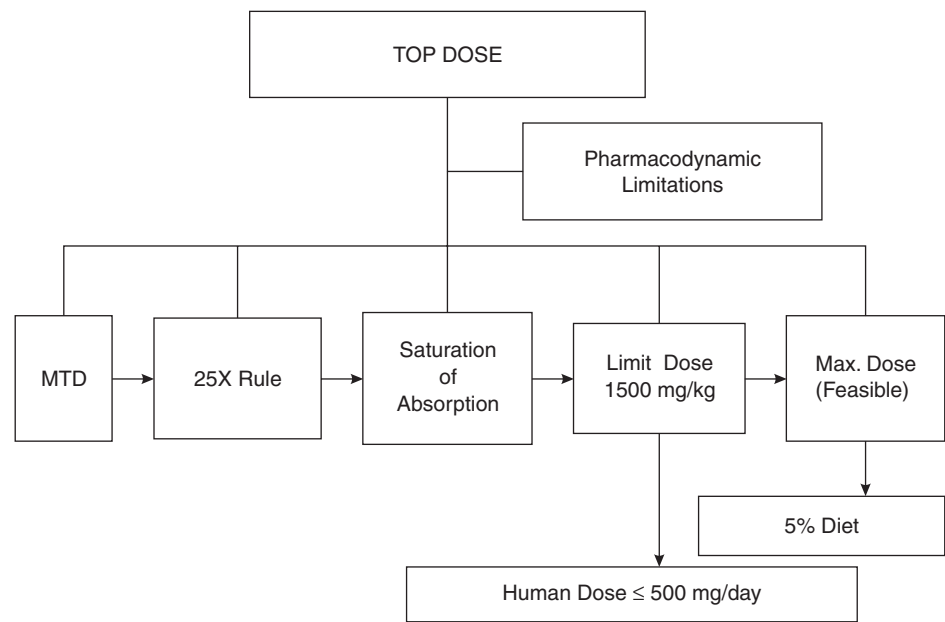 TOP DOSE
Pharmacodynamic
Limitations
MTD
25X Rule
Saturation
of
Absorption
Limit Dose
1500 mg/kg
Max. Dose
(Feasible)
5% Diet
Human Dose ≤ 500 mg/day